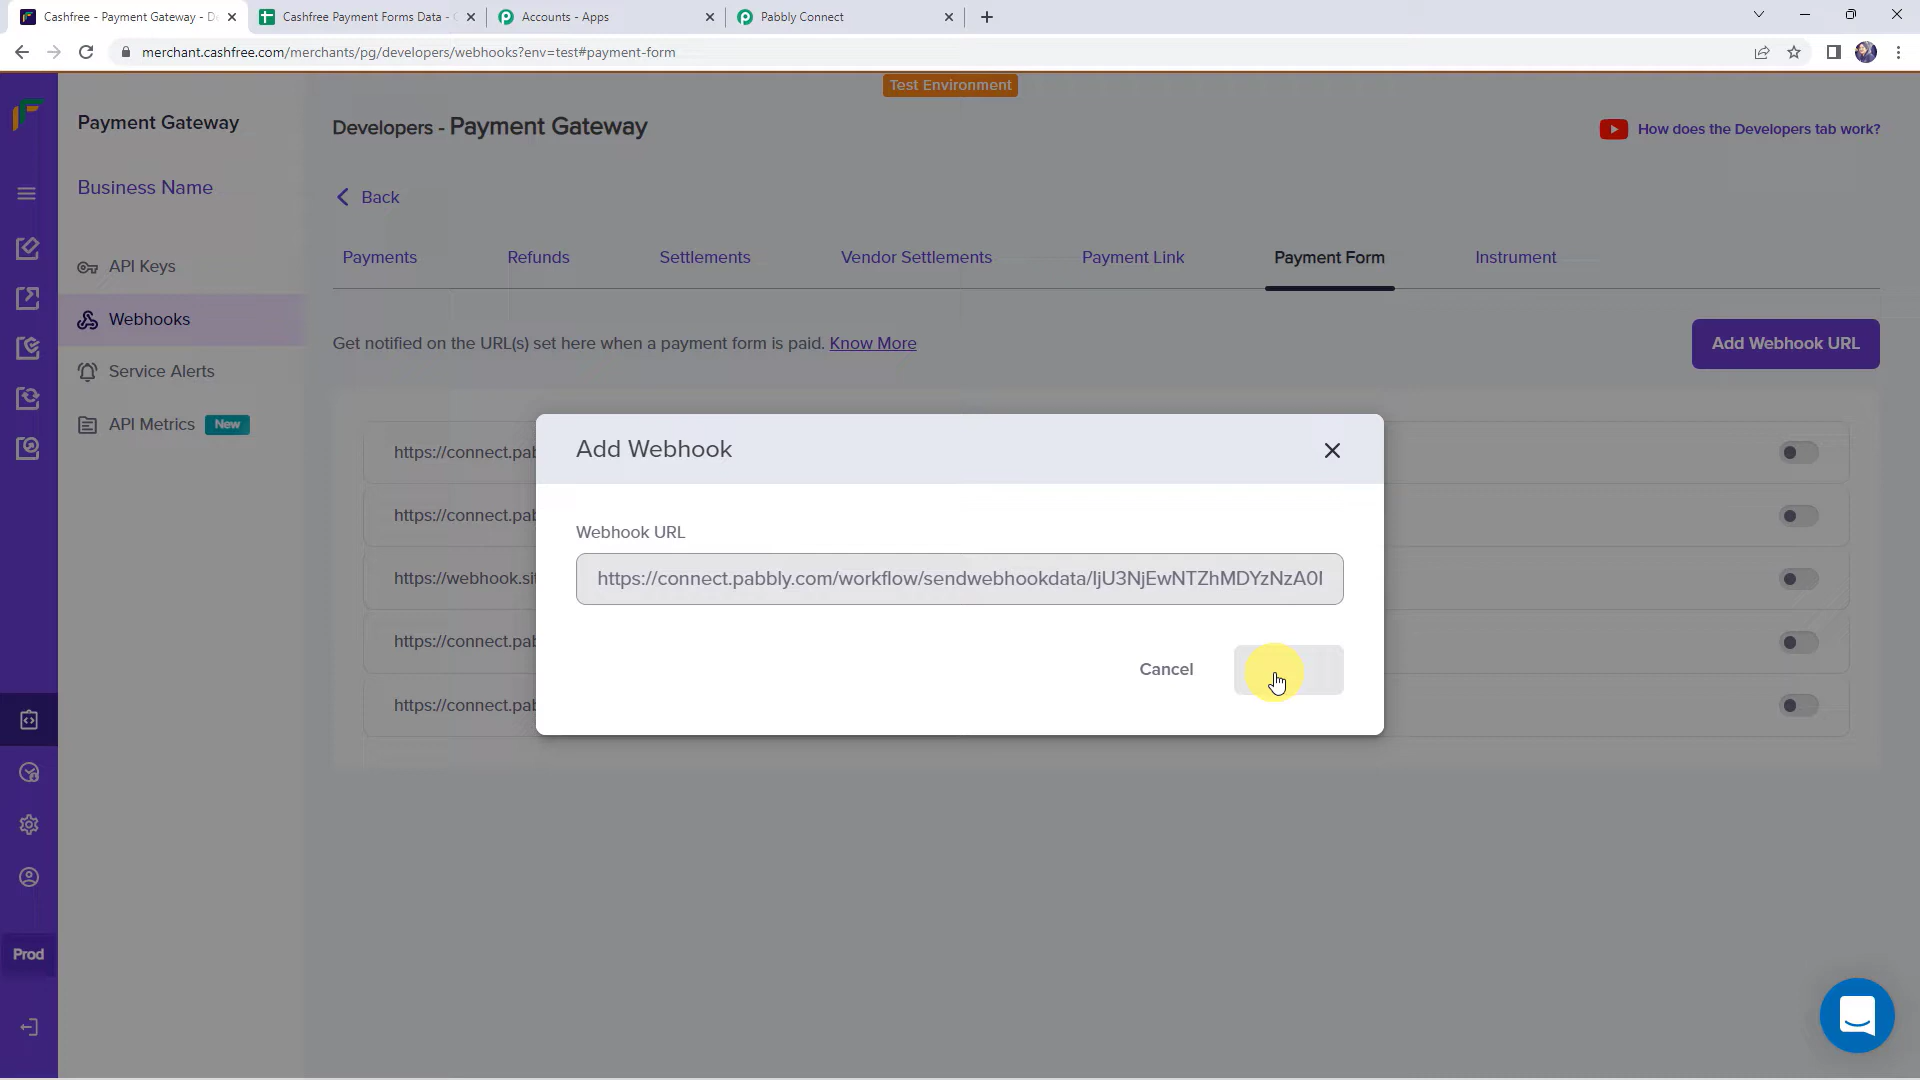 Cashfree - Payment Gateway - De
Cashfree Payment Forms Data -
Accounts - Apps
Pabbly Connect
merchant.cashfree.com/merchants/pg/developers/webhooks?env=test#payment-form
Test Environment
Payment Gateway
Developers - Payment Gateway
How does the Developers tab work?
Business Name
Back
Payments
Refunds
Settlements
Vendor Settlements
Payment Link
Payment Form
Instrument
API Keys
Webhooks
Get notified on the URL(s) set here when a payment form is paid. Know More
Add Webhook URL
Service Alerts
API Metrics
New
https://connect.pab
https://connect.pab
https://webhook.sit
https://connect.pab
https://connect.pab
Add Webhook
Webhook URL
https://connect.pabbly.com/workflow/sendwebhookdata/IjU3NjEwNTZhMDYzNzA0I
Cancel
Prod